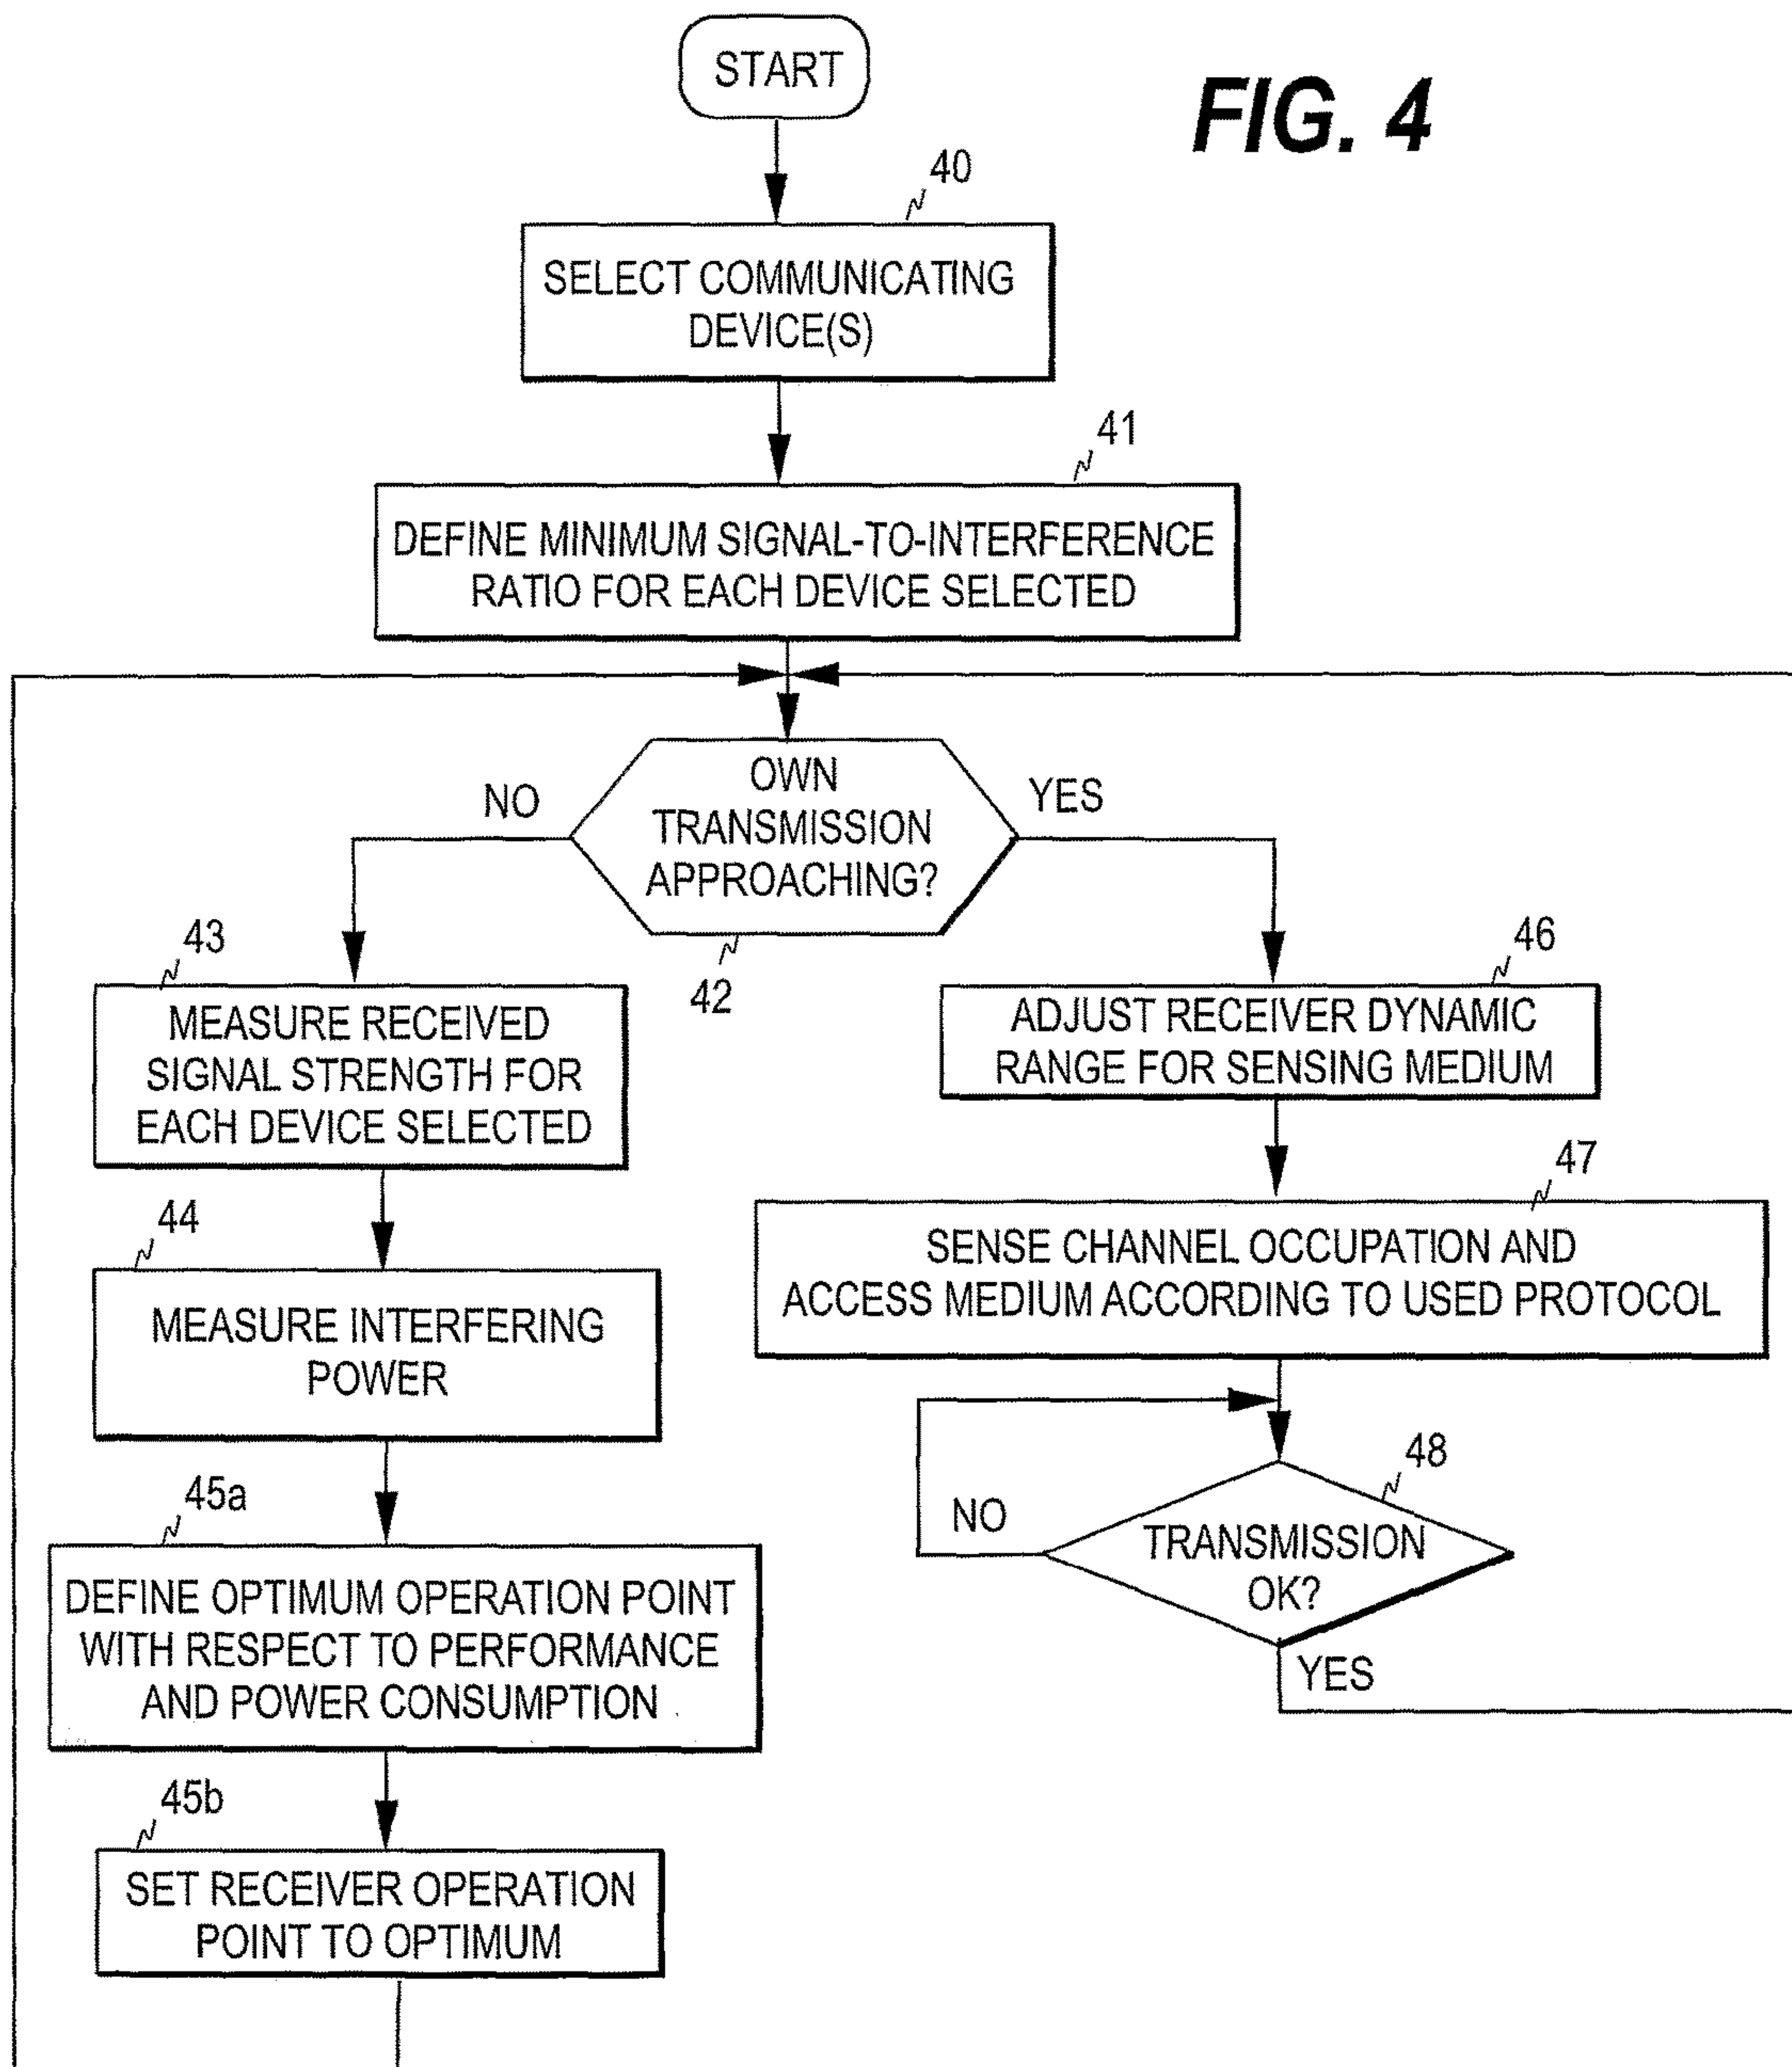 START
FIG. 4
40
SELECT COMMUNICATING
DEVICE(S)
41
DEFINE MINIMUM SIGNAL-TO-INTERFERENCE
RATIO FOR EACH DEVICE SELECTED
OWN
TRANSMISSION
APPROACHING?
NO
YES
42
43
MEASURE RECEIVED
SIGNAL STRENGTH FOR
EACH DEVICE SELECTED
44
MEASURE INTERFERING
POWER
45a
DEFINE OPTIMUM OPERATION POINT
WITH RESPECT TO PERFORMANCE
AND POWER CONSUMPTION
45b
SET RECEIVER OPERATION
POINT TO OPTIMUM
46
ADJUST RECEIVER DYNAMIC
RANGE FOR SENSING MEDIUM
47
SENSE CHANNEL OCCUPATION AND
ACCESS MEDIUM ACCORDING TO USED PROTOCOL
48
NO
TRANSMISSION
OK?
YES